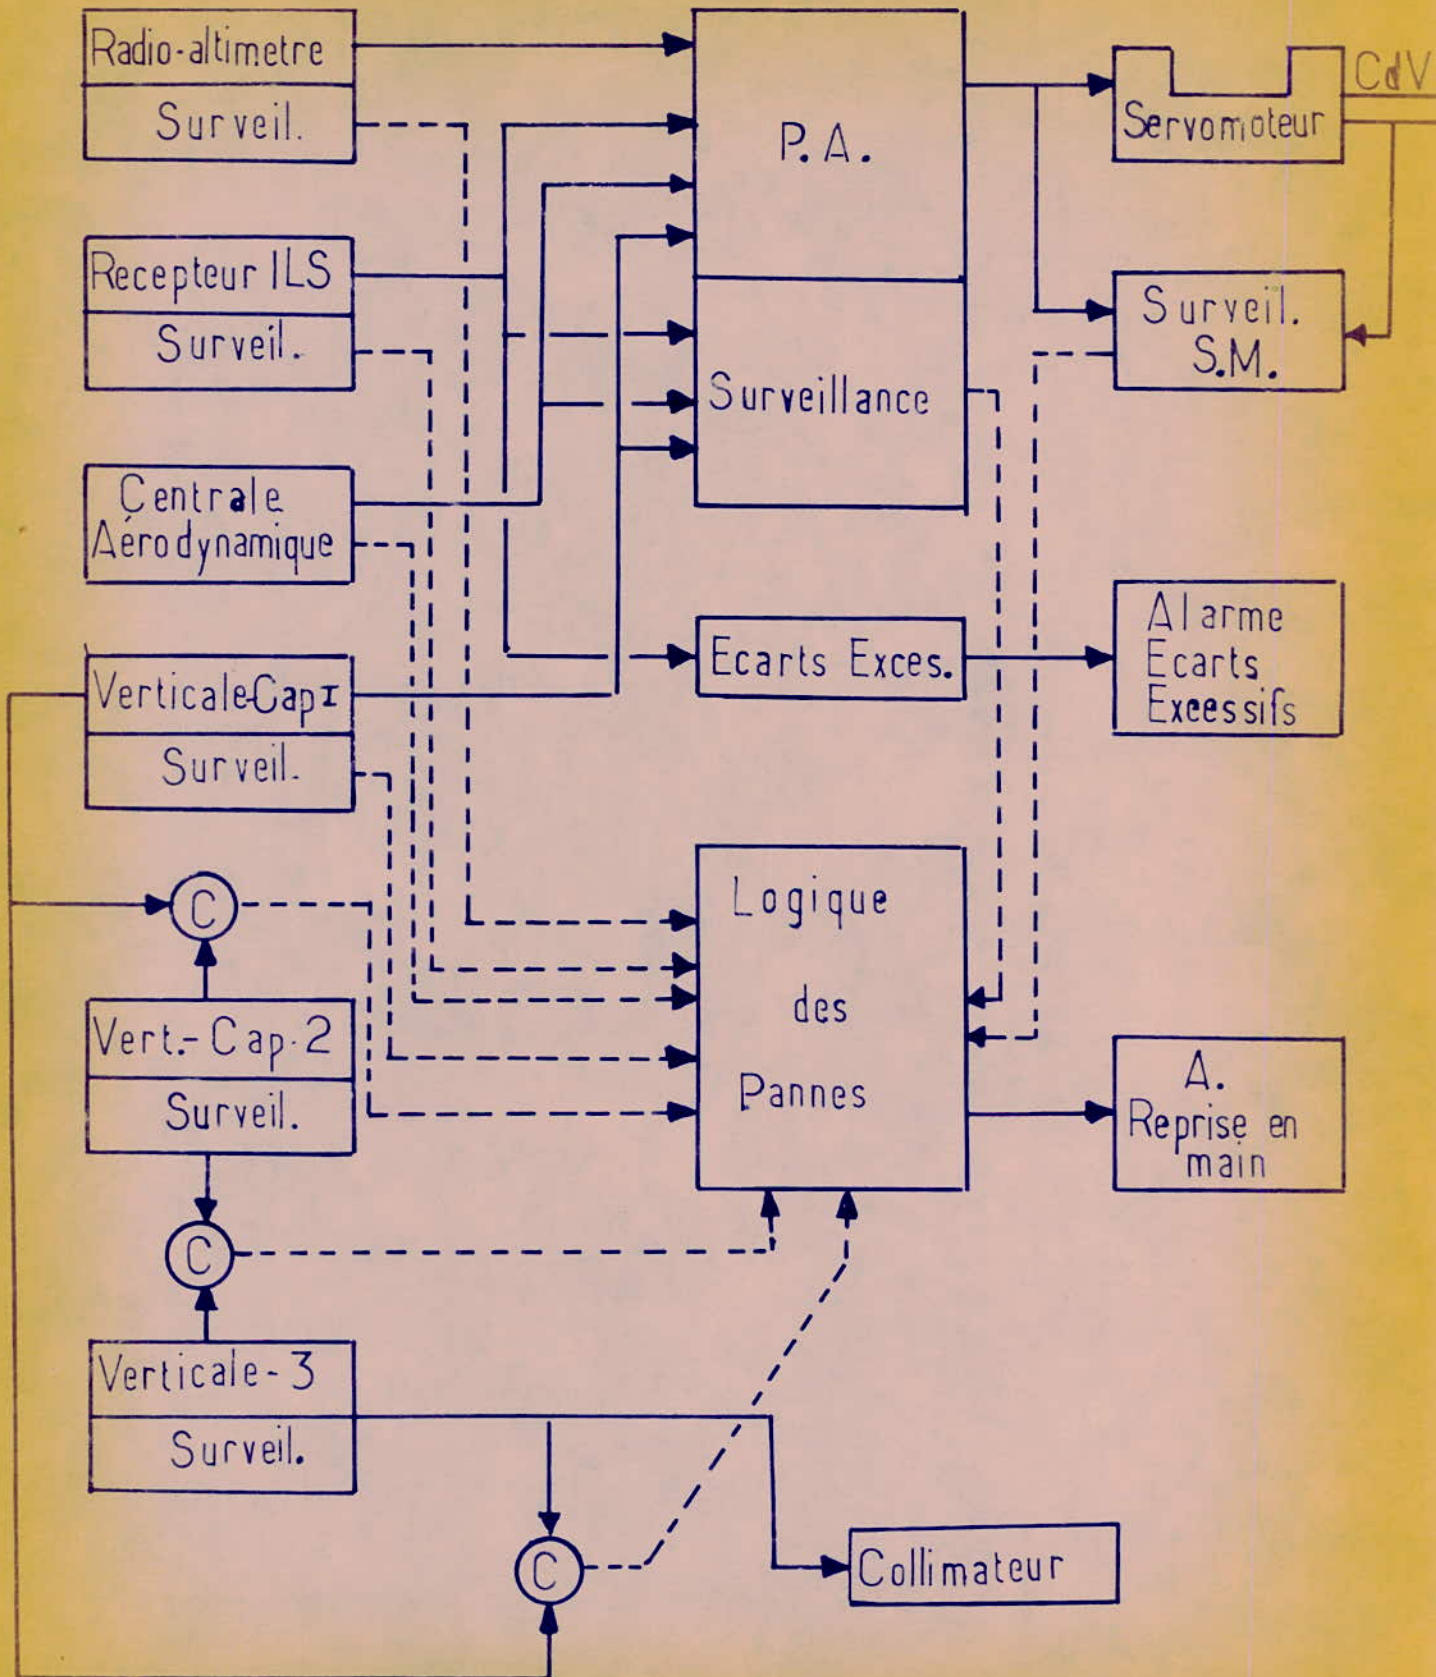 Radio-altimetre
Surveil.
P. A.
CdV
Servomoteur
Recepteur ILS
Surveil.
Surveillance
Surveil.
S.M.
Centrale
Aérodynamique
Verticale-Cap I
Surveil.
Ecarts Exces.
Alarme
Ecarts
Excessifs
C
Vert.- Cap. 2
Surveil.
Logique
des
Pannes
A.
Reprise en
main
C
Verticale - 3
Surveil.
C
Collimateur